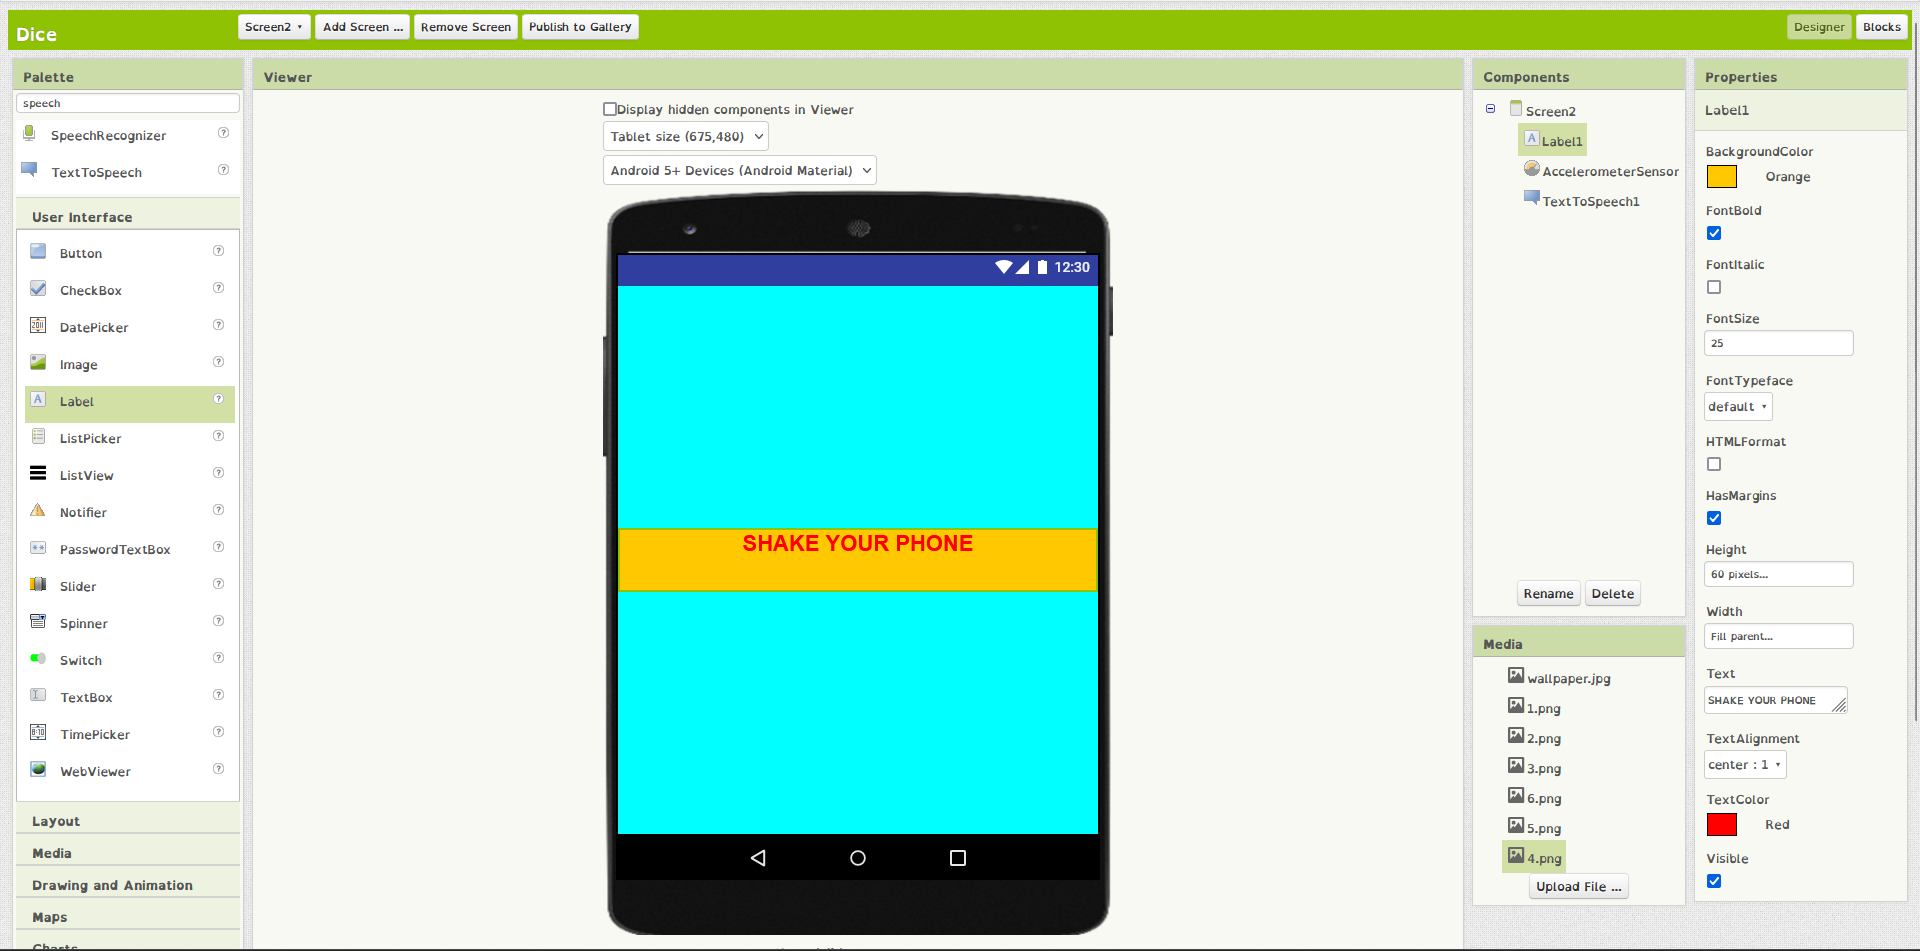 Dice
Screen2
Add Screen ...
Remove Screen
Publish to Gallery
Designer
Blocks
Palette
speech
SpeechRecognizer
TextToSpeech
User Interface
Button
CheckBox
DatePicker
Image
Label
ListPicker
ListView
Notifier
PasswordTextBox
Slider
Spinner
Switch
TextBox
TimePicker
WebViewer
Layout
Media
Drawing and Animation
Maps
Charts
Viewer
Display hidden components in Viewer
Tablet size (675,480)
Android 5+ Devices (Android Material)
12:30
SHAKE YOUR PHONE
Components
Screen2
Label1
AccelerometerSensor
TextToSpeech1
Rename
Delete
Media
wallpaper.jpg
1.png
2.png
3.png
6.png
5.png
4.png
Upload File ...
Properties
Label1
BackgroundColor
Orange
FontBold
FontItalic
FontSize
25
FontTypeface
default
HTMLFormat
HasMargins
Height
60 pixels...
Width
Fill parent...
Text
SHAKE YOUR PHONE
TextAlignment
center : 1
TextColor
Red
Visible